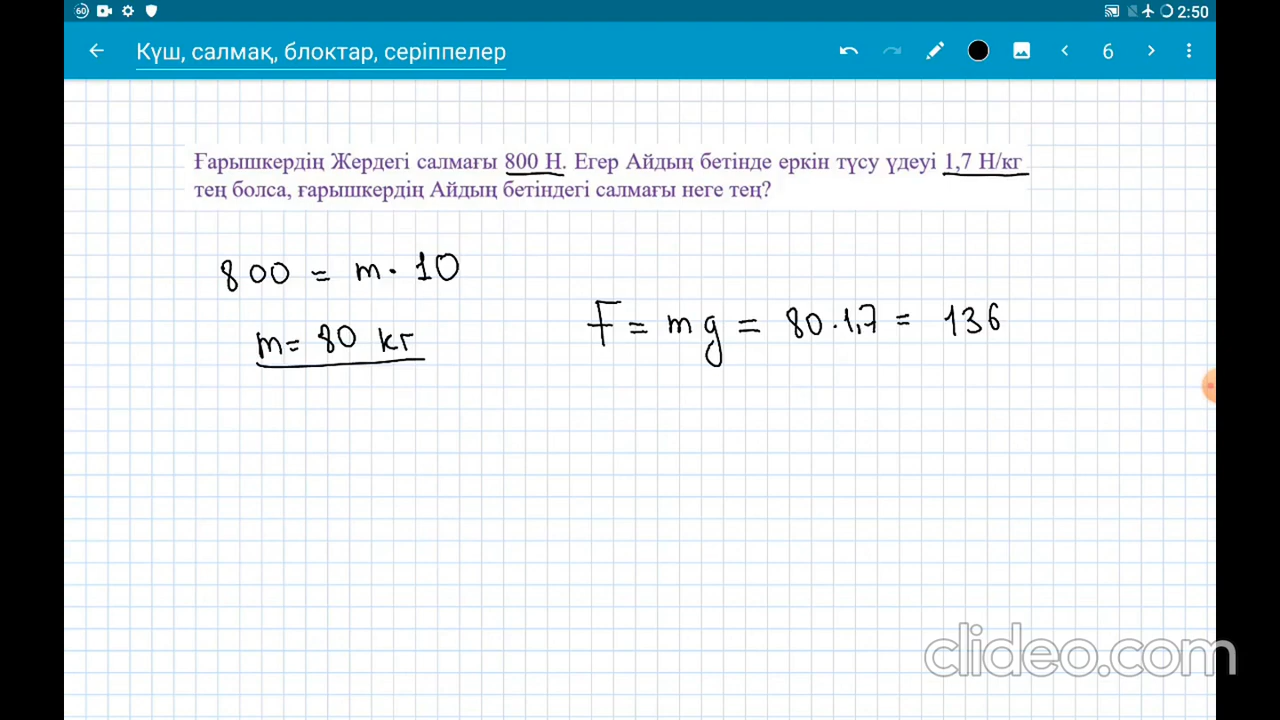 60
2:50
Күш, салмақ, блоктар, серіппелер
6
Ғарышкердің Жердегі салмағы 800 Н. Егер Айдың бетінде еркін түсу үдеуі 1,7 Н/кг
тең болса, ғарышкердің Айдың бетіндегі салмағы неге тең?
800 = m · 10
m = 80 кг
F = mg = 80 · 1,7 = 136
clideo.com